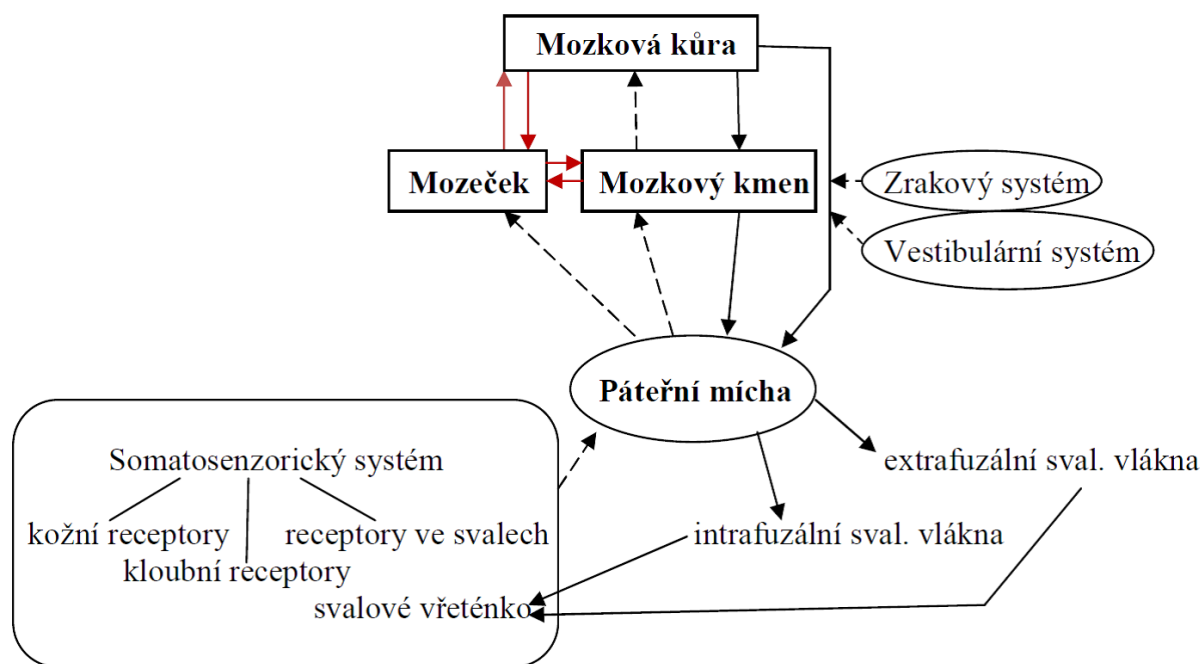 Mozková kůra
Mozeček
Mozkový kmen
Zrakový systém
Vestibulární systém
Páteřní mícha
Somatosenzorický systém
extrafuzální sval. vlákna
kožní receptory
receptory ve svalech
intrafuzální sval. vlákna
kloubní receptory
svalové vřeténko